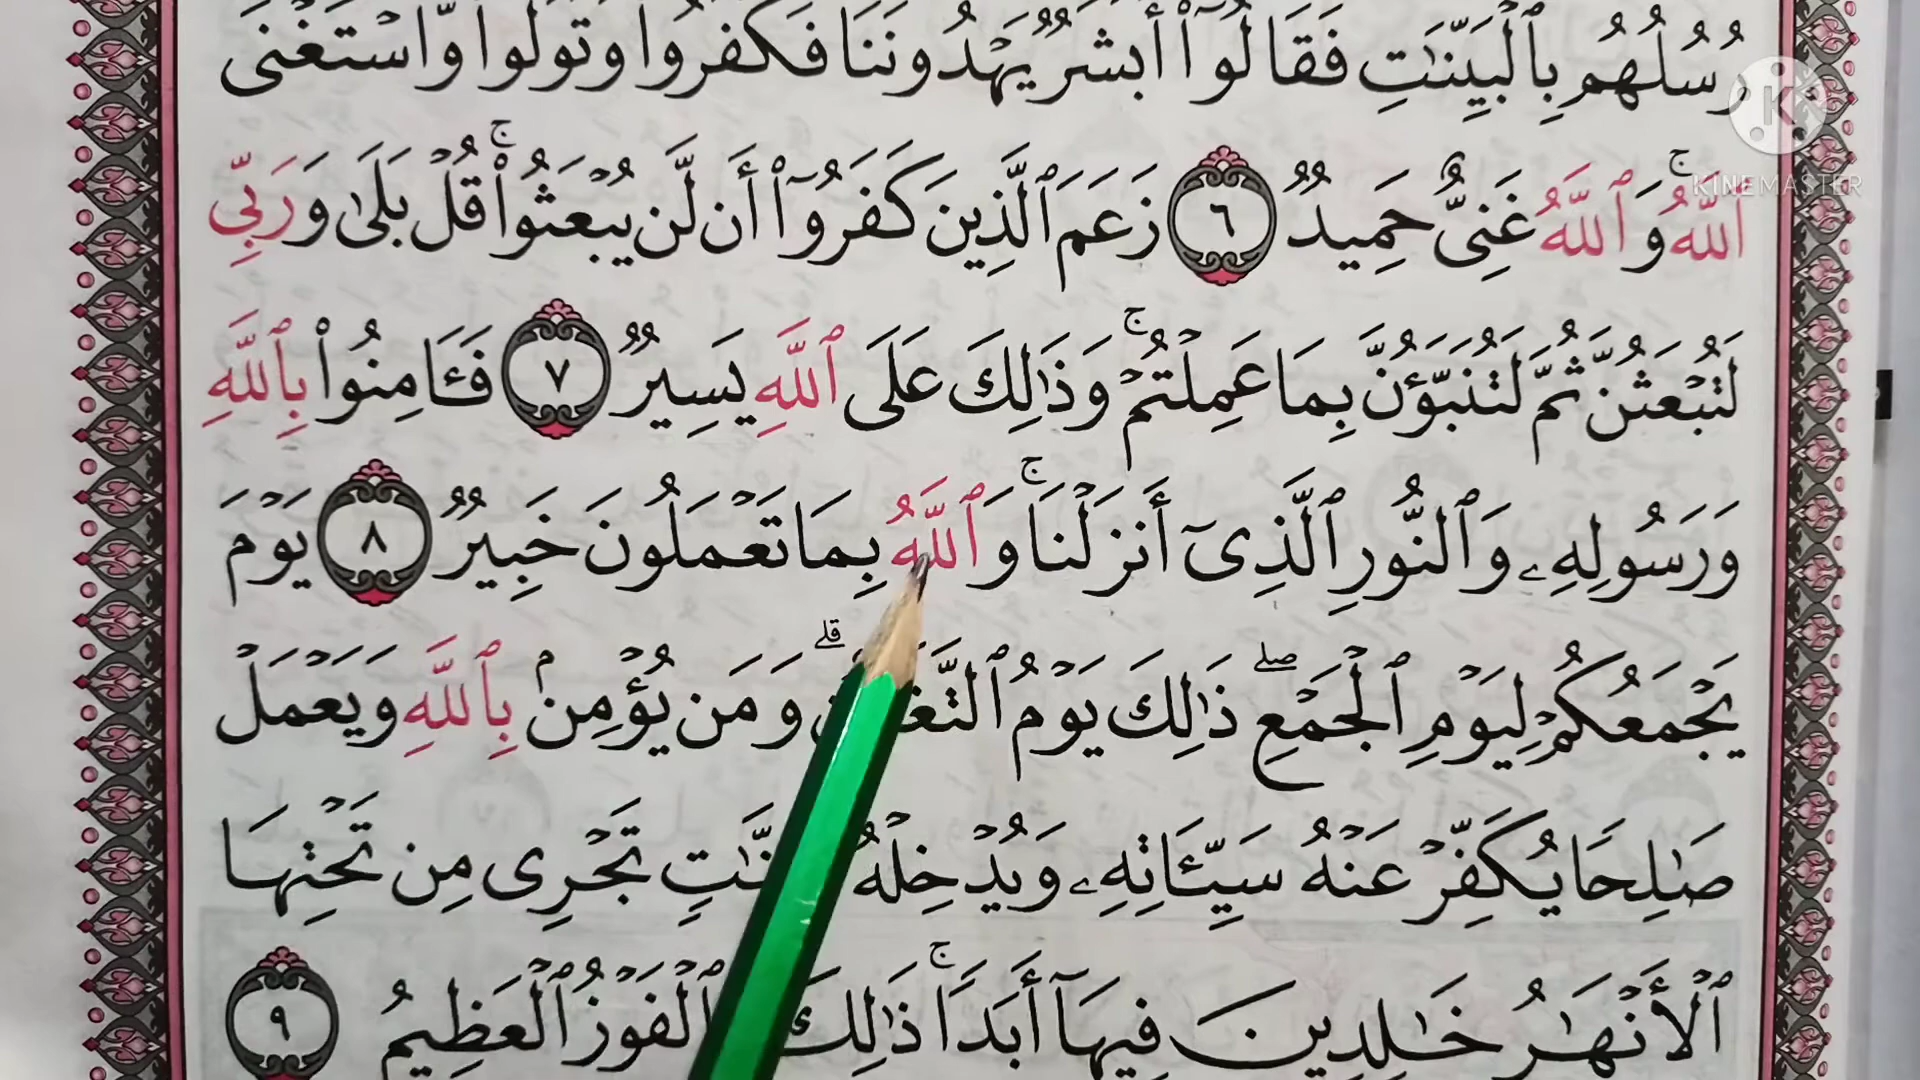 رُسُلُهُم بِٱلْبَيِّنَٰتِ فَقَالُوٓا۟ أَبَشَرٌ يَهْدُونَنَا فَكَفَرُوا۟ وَتَوَلَّوا۟ وَّٱسْتَغْنَى
ٱللَّهُ ۚ وَٱللَّهُ غَنِىٌّ حَمِيدٌ ٦ زَعَمَ ٱلَّذِينَ كَفَرُوٓا۟ أَن لَّن يُبْعَثُوا۟ ۚ قُلْ بَلَىٰ وَرَبِّى
لَتُبْعَثُنَّ ثُمَّ لَتُنَبَّؤُنَّ بِمَا عَمِلْتُمْ ۚ وَذَٰلِكَ عَلَى ٱللَّهِ يَسِيرٌ ٧ فَـَٔامِنُوا۟ بِٱللَّهِ
وَرَسُولِهِۦ وَٱلنُّورِ ٱلَّذِىٓ أَنزَلْنَا ۚ وَٱللَّهُ بِمَا تَعْمَلُونَ خَبِيرٌ ٨ يَوْمَ
يَجْمَعُكُمْ لِيَوْمِ ٱلْجَمْعِ ۖ ذَٰلِكَ يَوْمُ ۗ وَمَن يُؤْمِنۢ بِٱللَّهِ وَيَعْمَلْ
صَٰلِحًا يُكَفِّرْ عَنْهُ سَيِّـَٔاتِهِۦ وَيُدْخِلْهُ تَجْرِى مِن تَحْتِهَا
ٱلْأَنْهَٰرُ خَٰلِدِينَ فِيهَآ أَبَدًا ۚ ذَٰلِكَ ٱلْفَوْزُ ٱلْعَظِيمُ ٩
KINEMASTER